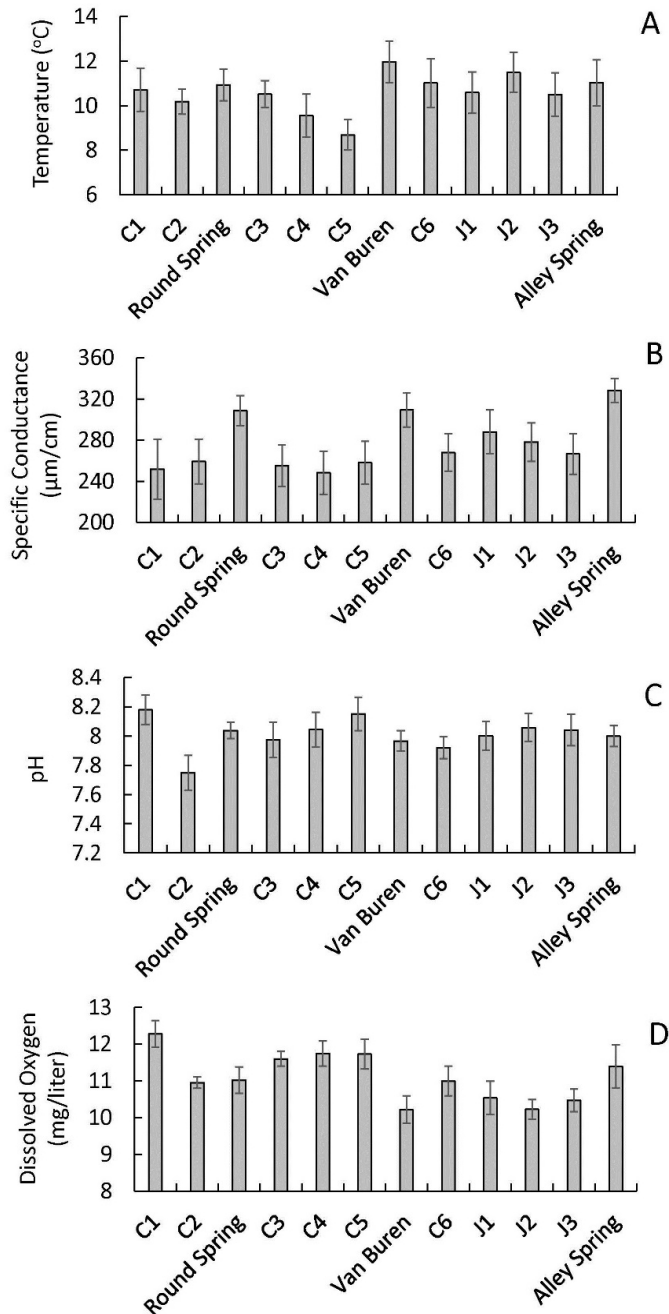 A
Temperature (°C)
14
12
10
8
6
C1
C2
Round Spring
C3
C4
C5
Van Buren
C6
J1
J2
J3
Alley Spring
B
Specific Conductance
(µm/cm)
360
320
280
240
200
C1
C2
Round Spring
C3
C4
C5
Van Buren
C6
J1
J2
J3
Alley Spring
C
pH
8.4
8.2
8
7.8
7.6
7.4
7.2
C1
C2
Round Spring
C3
C4
C5
Van Buren
C6
J1
J2
J3
Alley Spring
D
Dissolved Oxygen
(mg/liter)
13
12
11
10
9
8
C1
C2
Round Spring
C3
C4
C5
Van Buren
C6
J1
J2
J3
Alley Spring